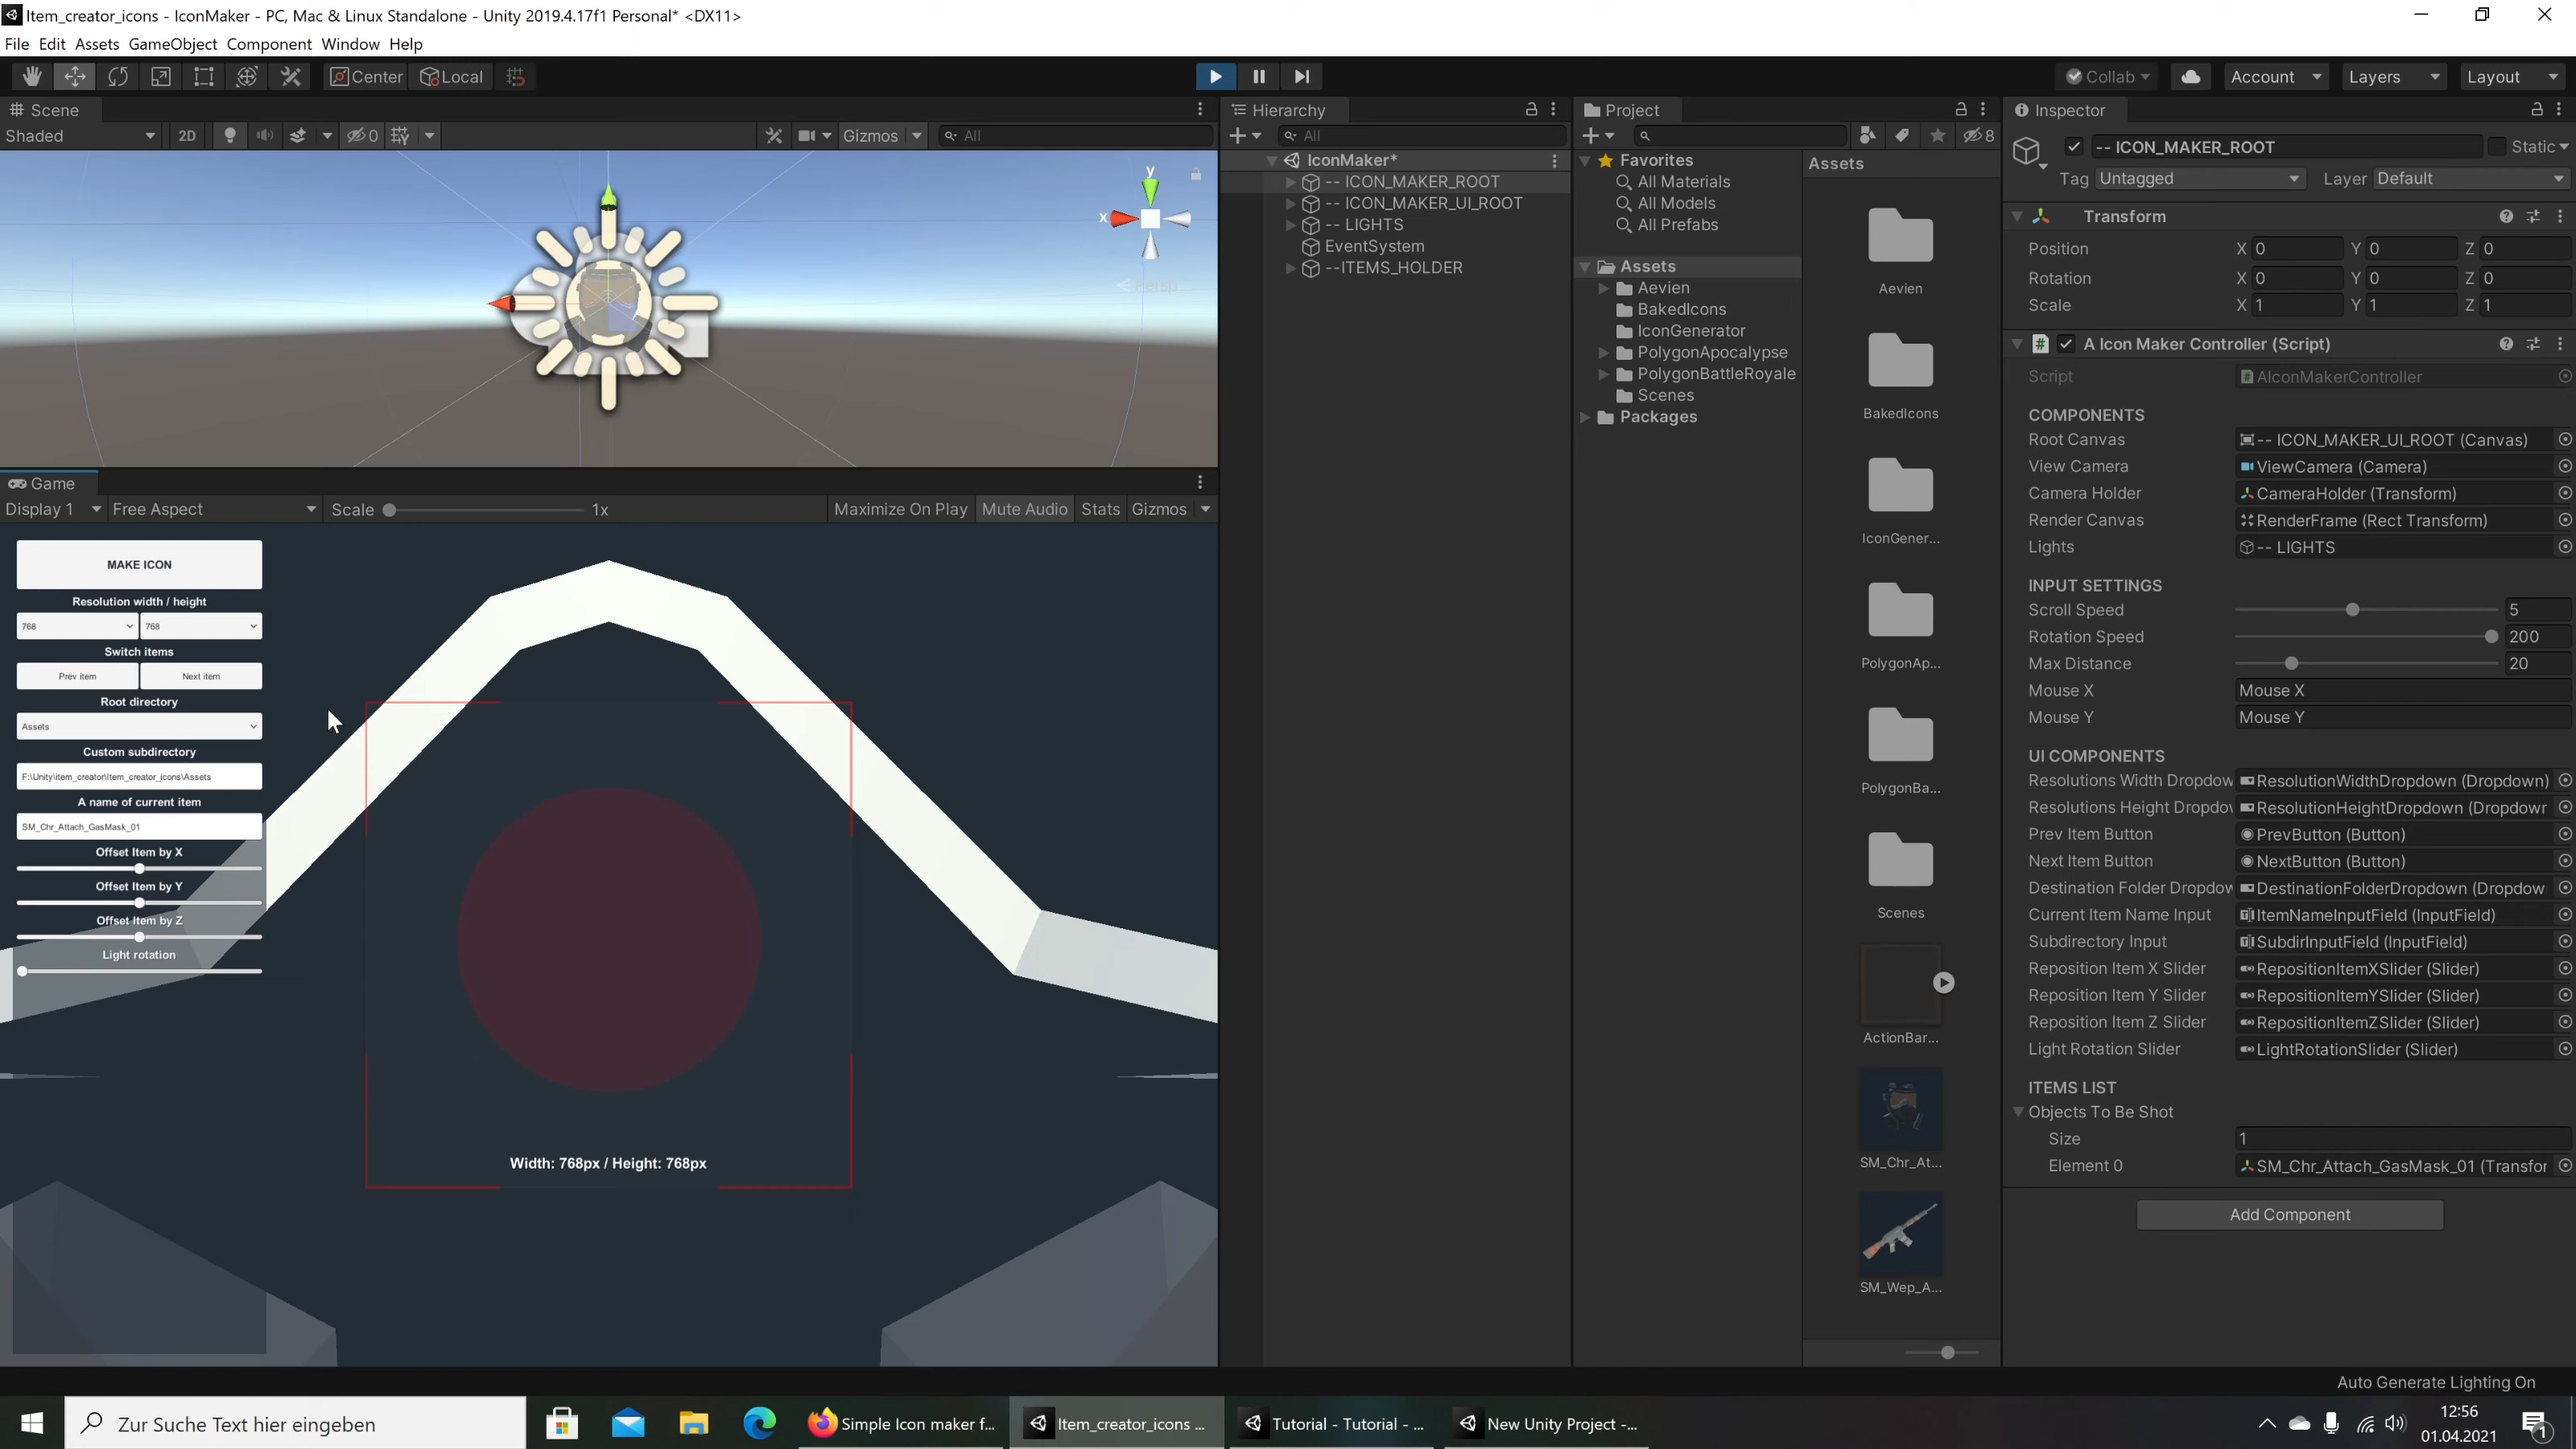 Item_creator_icons - IconMaker - PC, Mac & Linux Standalone - Unity 2019.4.17f1 Personal* <DX11>
File Edit Assets GameObject Component Window Help
Center Local
Collab Account Layers Layout
Scene
Shaded 2D 0 Gizmos All
y
x
Persp
Game
Display 1 Free Aspect Scale 1x Maximize On Play Mute Audio Stats Gizmos
MAKE ICON
Resolution width / height
768 768
Switch items
Prev item Next item
Root directory
Assets
Custom subdirectory
F:\Unity\item_creator\Item_creator_icons\Assets
A name of current item
SM_Chr_Attach_GasMask_01
Offset Item by X
Offset Item by Y
Offset Item by Z
Light rotation
Width: 768px / Height: 768px
Hierarchy
All
IconMaker*
-- ICON_MAKER_ROOT
-- ICON_MAKER_UI_ROOT
-- LIGHTS
EventSystem
--ITEMS_HOLDER
Project
8
Favorites
All Materials
All Models
All Prefabs
Assets
Aevien
BakedIcons
IconGenerator
PolygonApocalypse
PolygonBattleRoyale
Scenes
Packages
Assets
Aevien
BakedIcons
IconGener...
PolygonAp...
PolygonBa...
Scenes
ActionBar...
SM_Chr_At...
SM_Wep_A...
Inspector
-- ICON_MAKER_ROOT Static
Tag Untagged Layer Default
Transform
Position X 0 Y 0 Z 0
Rotation X 0 Y 0 Z 0
Scale X 1 Y 1 Z 1
# A Icon Maker Controller (Script)
Script AIconMakerController
COMPONENTS
Root Canvas -- ICON_MAKER_UI_ROOT (Canvas)
View Camera ViewCamera (Camera)
Camera Holder CameraHolder (Transform)
Render Canvas RenderFrame (Rect Transform)
Lights -- LIGHTS
INPUT SETTINGS
Scroll Speed 5
Rotation Speed 200
Max Distance 20
Mouse X Mouse X
Mouse Y Mouse Y
UI COMPONENTS
Resolutions Width Dropdow ResolutionWidthDropdown (Dropdown)
Resolutions Height Dropdov ResolutionHeightDropdown (Dropdowr
Prev Item Button PrevButton (Button)
Next Item Button NextButton (Button)
Destination Folder Dropdov DestinationFolderDropdown (Dropdow
Current Item Name Input ItemNameInputField (InputField)
Subdirectory Input SubdirInputField (InputField)
Reposition Item X Slider RepositionItemXSlider (Slider)
Reposition Item Y Slider RepositionItemYSlider (Slider)
Reposition Item Z Slider RepositionItemZSlider (Slider)
Light Rotation Slider LightRotationSlider (Slider)
ITEMS LIST
Objects To Be Shot
Size 1
Element 0 SM_Chr_Attach_GasMask_01 (Transfor
Add Component
Auto Generate Lighting On
Zur Suche Text hier eingeben
Simple Icon maker f...
Item_creator_icons ...
Tutorial - Tutorial - ...
New Unity Project -...
12:56
01.04.2021
1